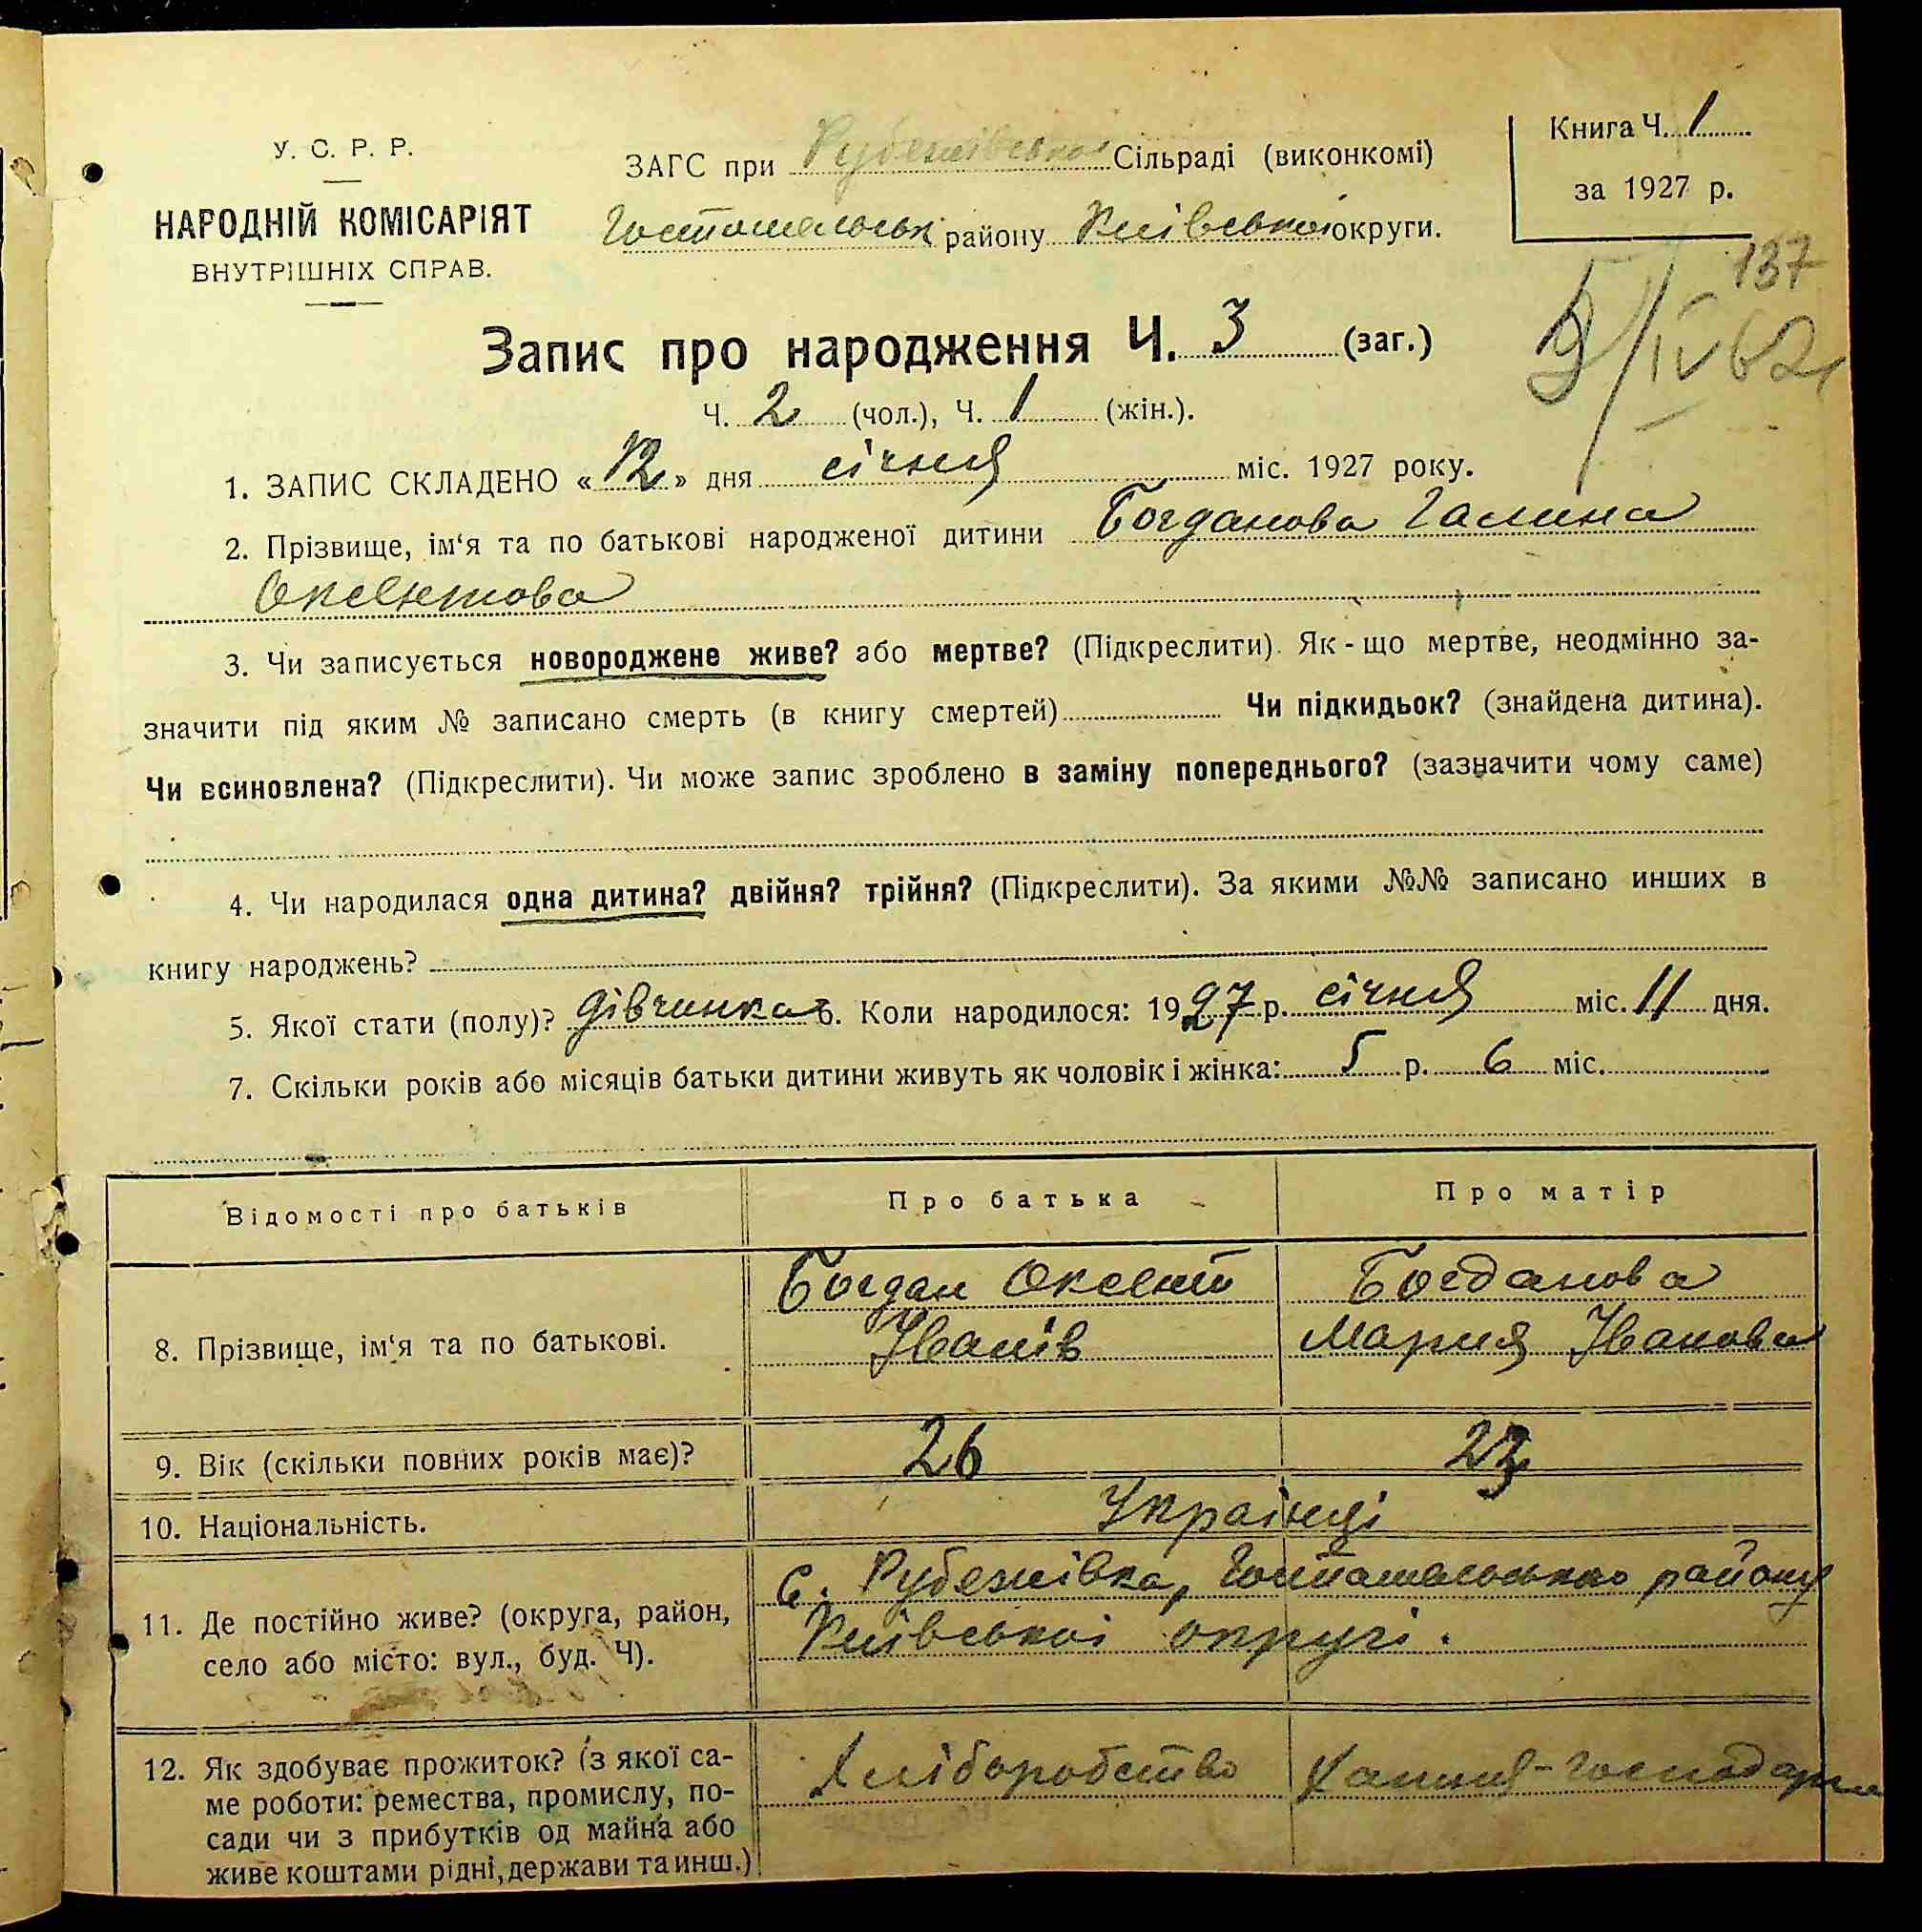 У. С. Р. Р.
НАРОДНІЙ КОМІСАРІЯТ
ВНУТРІШНІХ СПРАВ.
ЗАГС при Рубежівської Сільраді (виконкомі)
Гостомельськ району Київської округи.
Книга Ч. 1
за 1927 р.
137
Запис про народження Ч. 3 (заг.)
Ч. 2 (чол.), Ч. 1 (жін.).
1. ЗАПИС СКЛАДЕНО «12» дня січня міс. 1927 року.
2. Прізвище, ім‘я та по батькові народженої дитини Богданова Галина
Оксентова
3. Чи записується новороджене живе? або мертве? (Підкреслити). Як-що мертве, неодмінно за-
значити під яким № записано смерть (в книгу смертей) Чи підкидьок? (знайдена дитина).
Чи всиновлена? (Підкреслити). Чи може запис зроблено в заміну попереднього? (зазначити чому саме)
4. Чи народилася одна дитина? двійня? трійня? (Підкреслити). За якими №№ записано инших в
книгу народжень?
5. Якої стати (полу)? дівчинка 6. Коли народилося: 1927 р. січня міс. 11 дня.
7. Скільки років або місяців батьки дитини живуть як чоловік і жінка: 5 р. 6 міс.
Відомості про батьків Про батька Про матір
8. Прізвище, ім‘я та по батькові. Богдан Оксент Іванів Богданова Мария Іванова
9. Вік (скільки повних років має)? 26 23
10. Національність. Українці
11. Де постійно живе? (округа, район,
село або місто: вул., буд. Ч).
с. Рубежівка, Гостомельського району
Київської округі.
12. Як здобуває прожиток? (з якої са-
ме роботи: ремества, промислу, по-
сади чи з прибутків од майна або
живе коштами рідні, держави та инш.)
Хліборобство Хатня-господарка